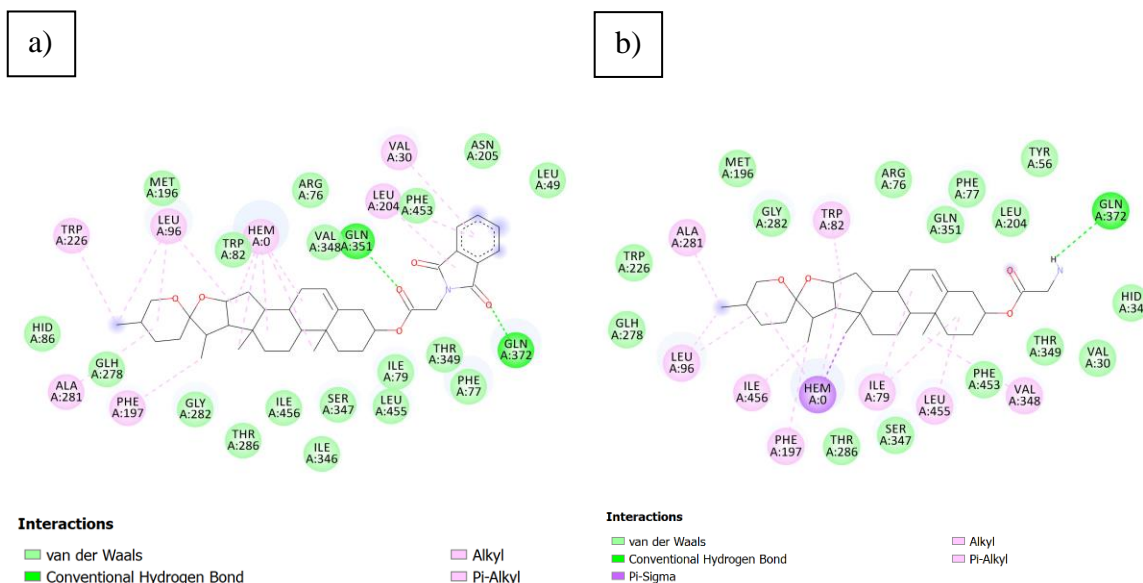 a)
VAL
A:30
ASN
A:205
LEU
A:49
MET
A:196
ARG
A:76
LEU
A:204
PHE
A:453
TRP
A:226
LEU
A:96
HEM
A:0
TRP
A:82
VAL
A:348
GLN
A:351
O
O
O
O
N
O
O
HID
A:86
GLH
A:278
ALA
A:281
PHE
A:197
GLY
A:282
THR
A:286
ILE
A:456
ILE
A:346
SER
A:347
ILE
A:79
LEU
A:455
THR
A:349
PHE
A:77
GLN
A:372
Interactions
van der Waals
Conventional Hydrogen Bond
Alkyl
Pi-Alkyl
b)
MET
A:196
ARG
A:76
PHE
A:77
TYR
A:56
GLN
A:372
ALA
A:281
GLY
A:282
TRP
A:82
GLN
A:351
LEU
A:204
TRP
A:226
GLH
A:278
O
O
O
O
H
N
HID
A:34
LEU
A:96
ILE
A:456
HEM
A:0
ILE
A:79
LEU
A:455
PHE
A:453
VAL
A:348
THR
A:349
VAL
A:30
PHE
A:197
THR
A:286
SER
A:347
Interactions
van der Waals
Conventional Hydrogen Bond
Pi-Sigma
Alkyl
Pi-Alkyl